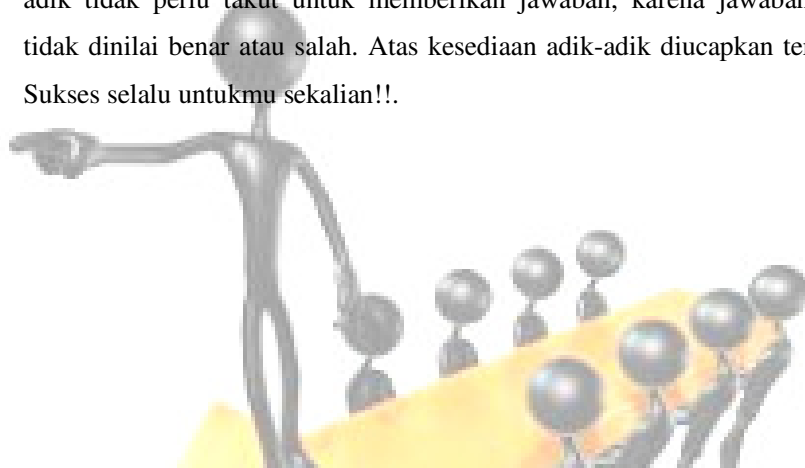 adik tidak perlu takut untuk memberikan jawaban, karena jawaban
tidak dinilai benar atau salah. Atas kesediaan adik-adik diucapkan
Sukses selalu untukmu sekalian!!.